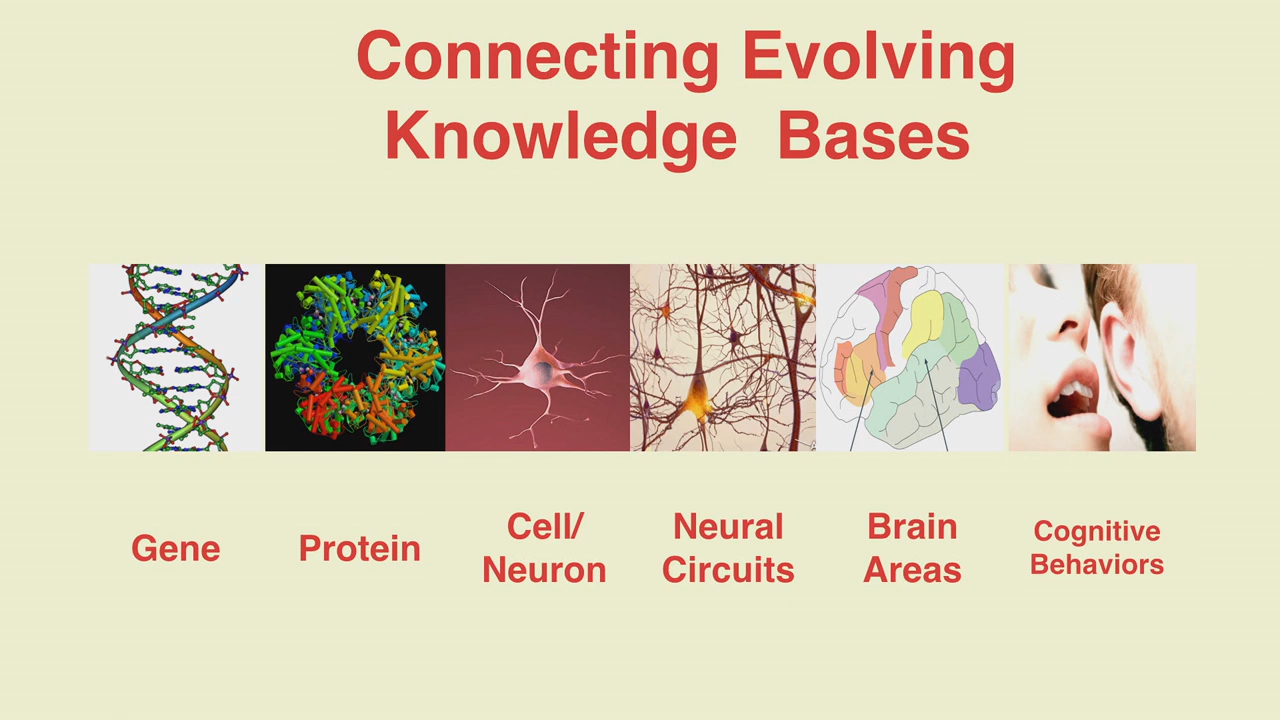 Connecting Evolving
Knowledge Bases
Gene
Protein
Cell/
Neuron
Neural
Circuits
Brain
Areas
Cognitive
Behaviors